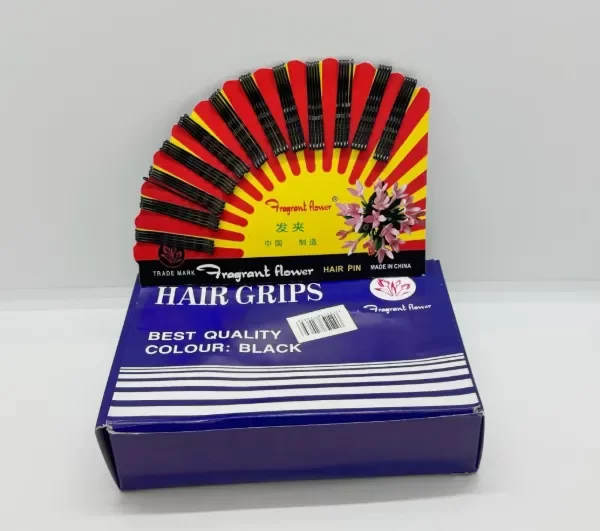 Fragrant flower®
发夹
中国 制造
TRADE MARK Fragrant flower HAIR PIN MADE IN CHINA
HAIR GRIPS
Fragrant flower
BEST QUALITY
COLOUR: BLACK